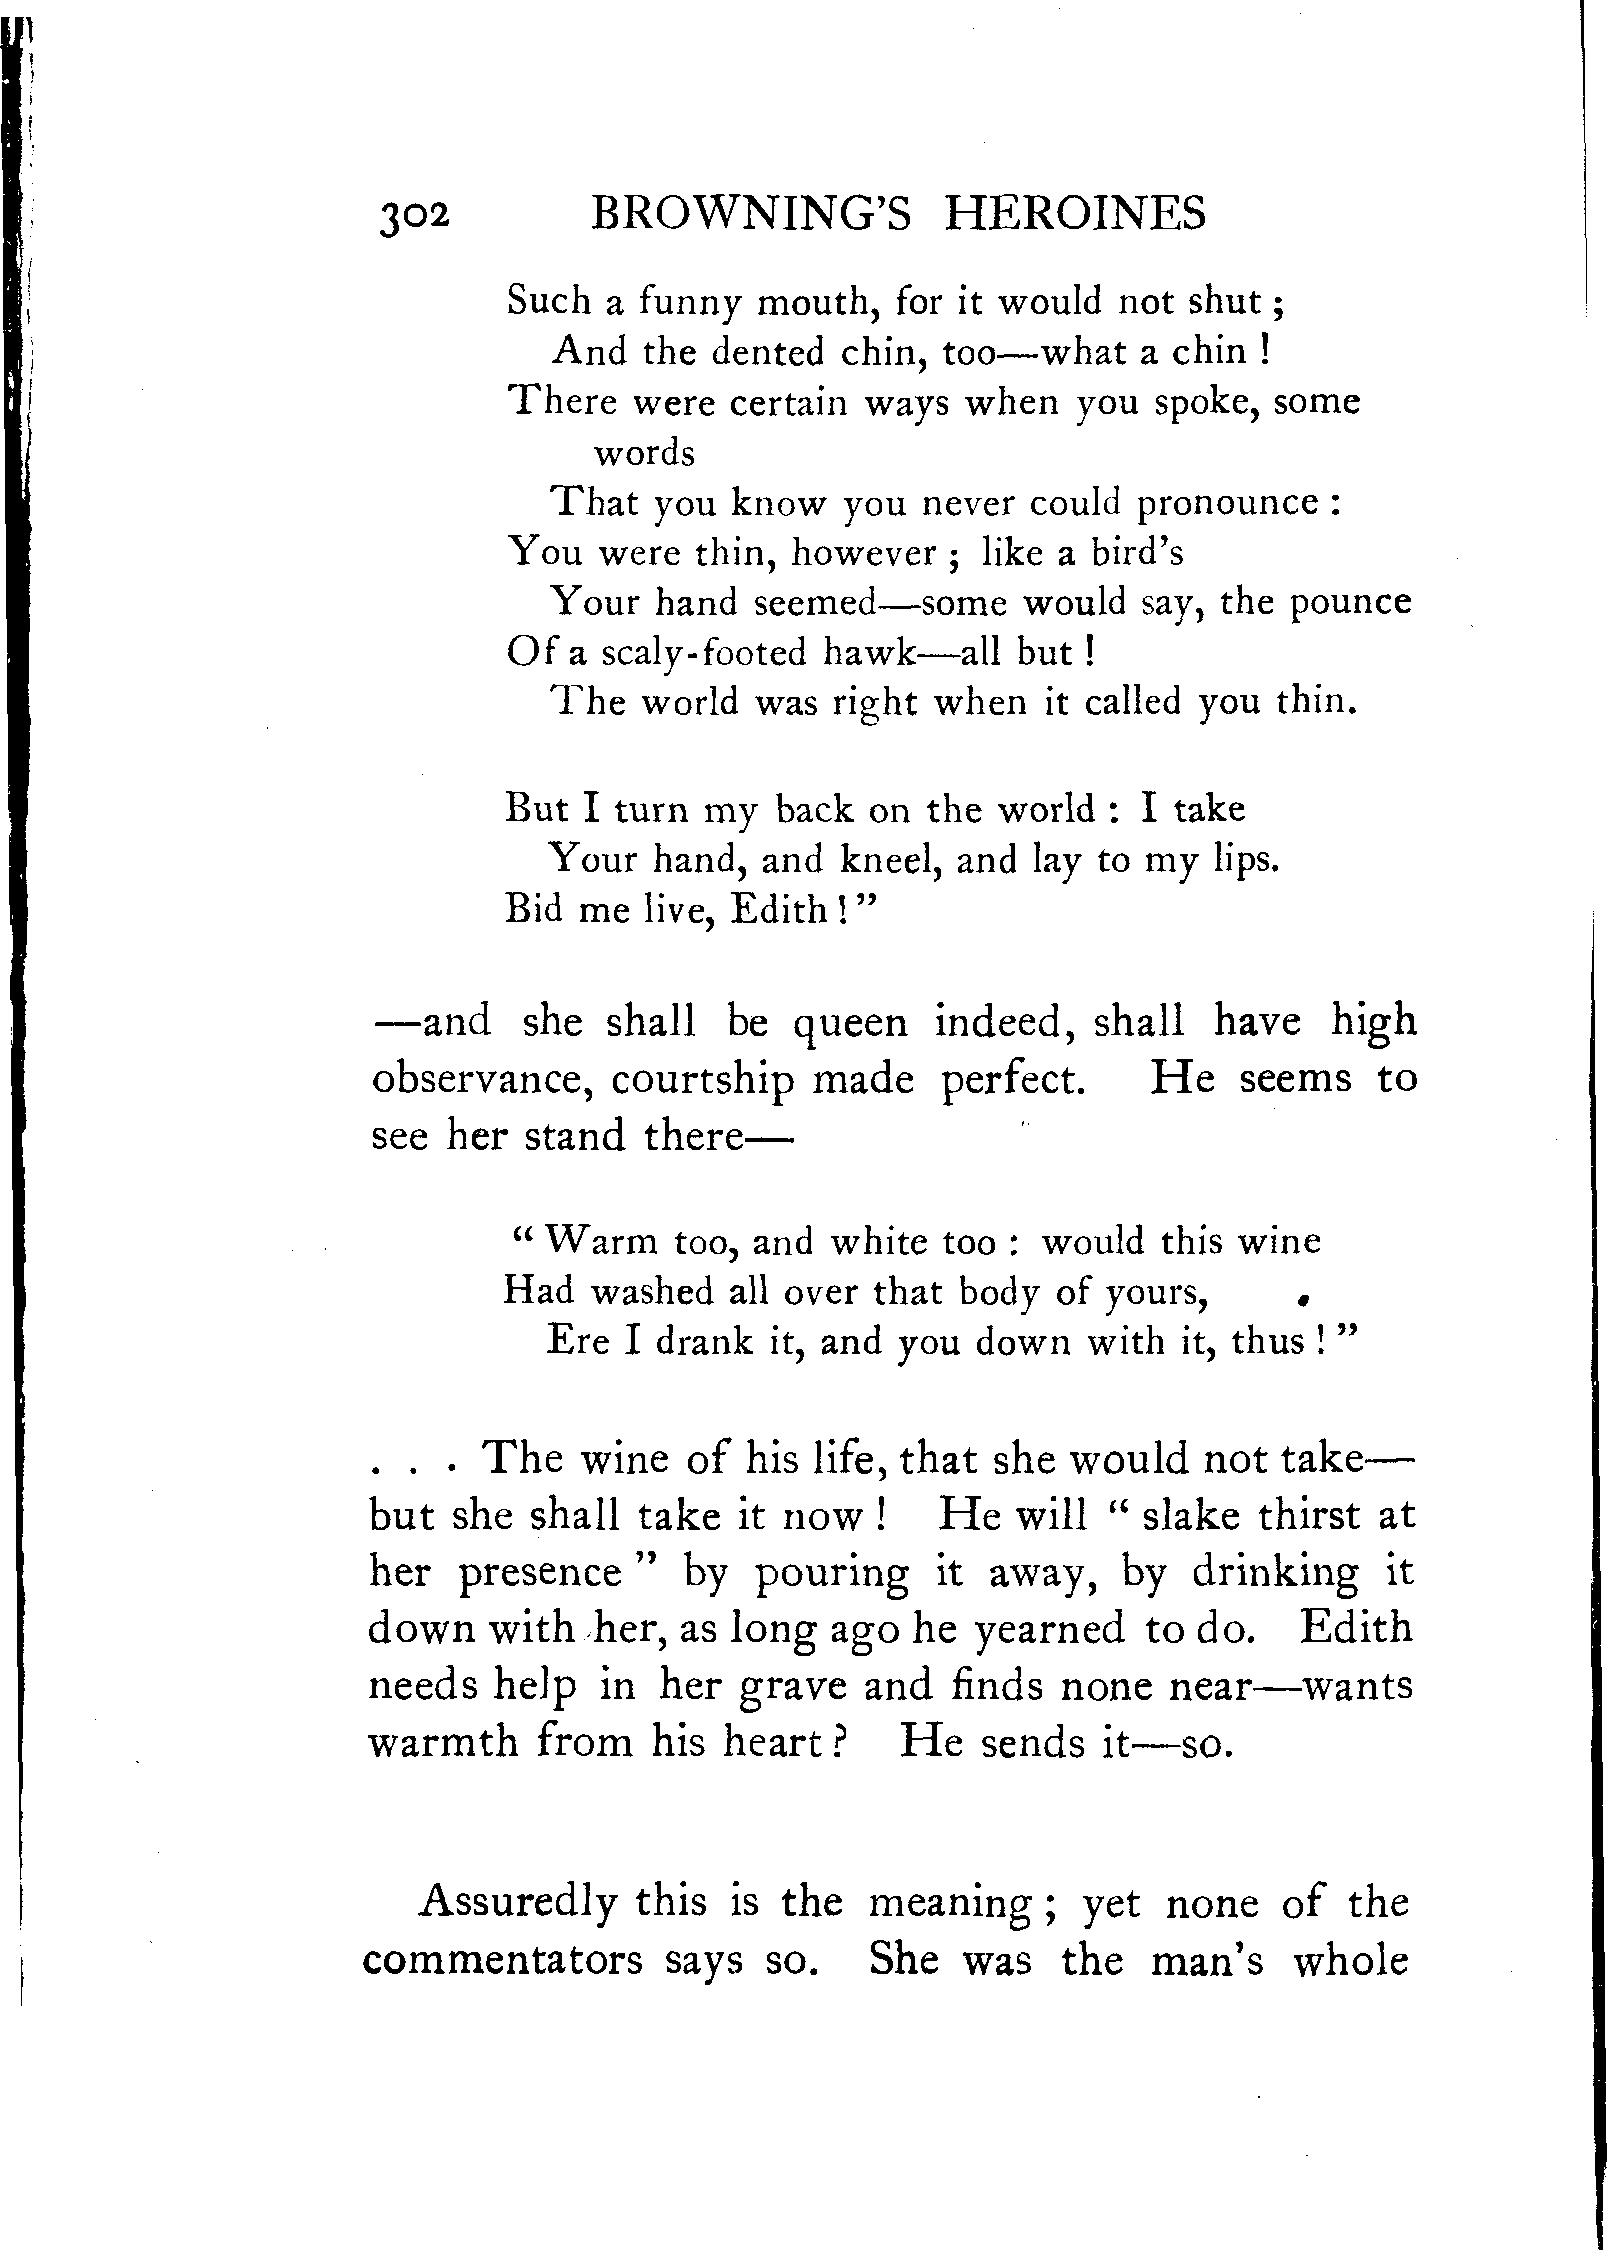 302 BROWNING'S HEROINES
Such a funny mouth, for it would not shut ;
And the dented chin, too—what a chin !
There were certain ways when you spoke, some
words
That you know you never could pronounce :
You were thin, however ; like a bird's
Your hand seemed—some would say, the pounce
Of a scaly-footed hawk—all but !
The world was right when it called you thin.
But I turn my back on the world : I take
Your hand, and kneel, and lay to my lips.
Bid me live, Edith ! "
—and she shall be queen indeed, shall have high
observance, courtship made perfect. He seems to
see her stand there—
" Warm too, and white too : would this wine
Had washed all over that body of yours,
Ere I drank it, and you down with it, thus ! "
. . . The wine of his life, that she would not take—
but she shall take it now ! He will " slake thirst at
her presence " by pouring it away, by drinking it
down with her, as long ago he yearned to do. Edith
needs help in her grave and finds none near—wants
warmth from his heart ? He sends it—so.
Assuredly this is the meaning ; yet none of the
commentators says so. She was the man's whole